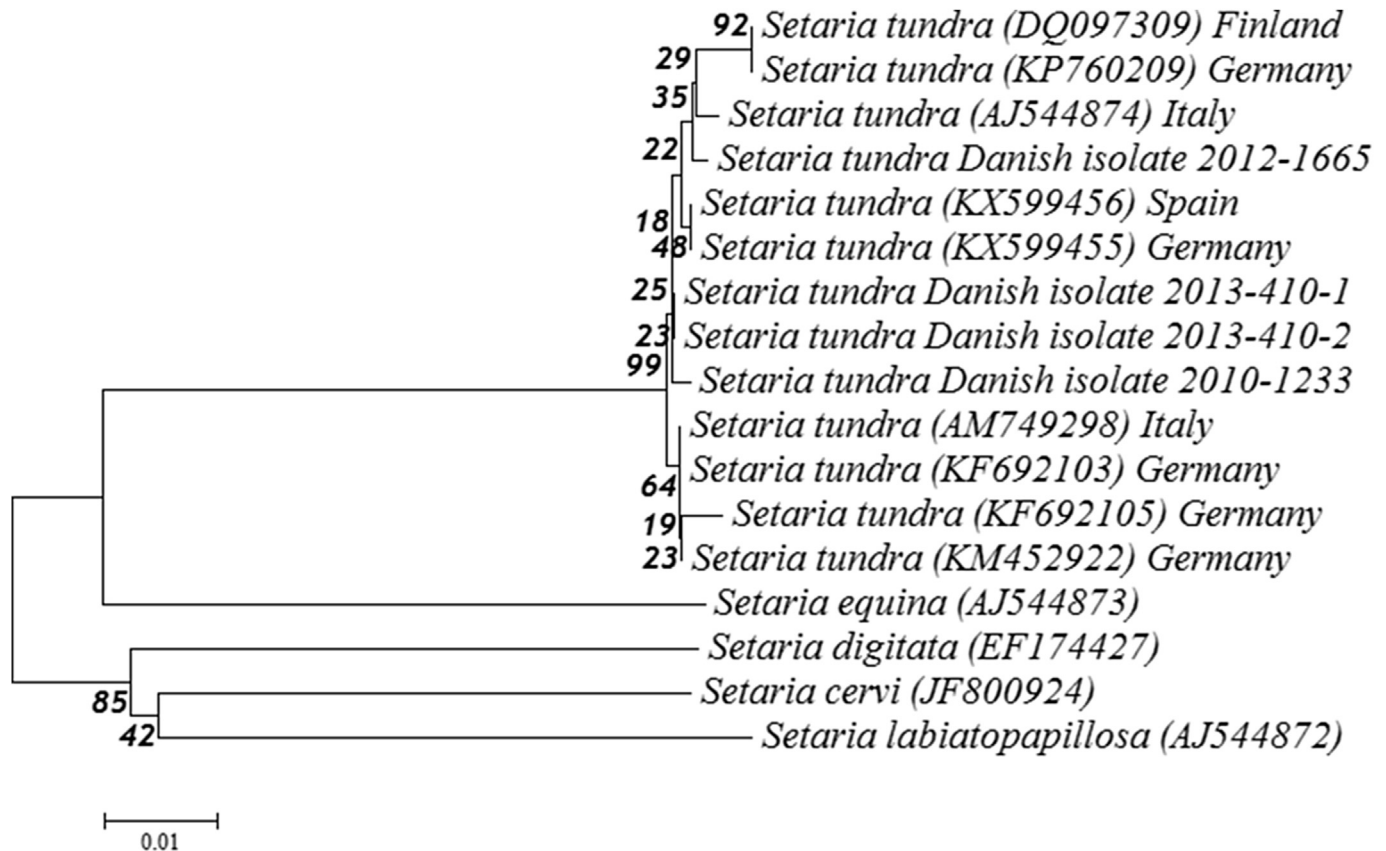 92 Setaria tundra (DQ097309) Finland
29
Setaria tundra (KP760209) Germany
35
Setaria tundra (AJ544874) Italy
22
Setaria tundra Danish isolate 2012-1665
Setaria tundra (KX599456) Spain
18
48 Setaria tundra (KX599455) Germany
25 Setaria tundra Danish isolate 2013-410-1
23 Setaria tundra Danish isolate 2013-410-2
99
Setaria tundra Danish isolate 2010-1233
Setaria tundra (AM749298) Italy
Setaria tundra (KF692103) Germany
64
Setaria tundra (KF692105) Germany
19
23 Setaria tundra (KM452922) Germany
Setaria equina (AJ544873)
Setaria digitata (EF174427)
85
Setaria cervi (JF800924)
42 Setaria labiatopapillosa (AJ544872)
0.01